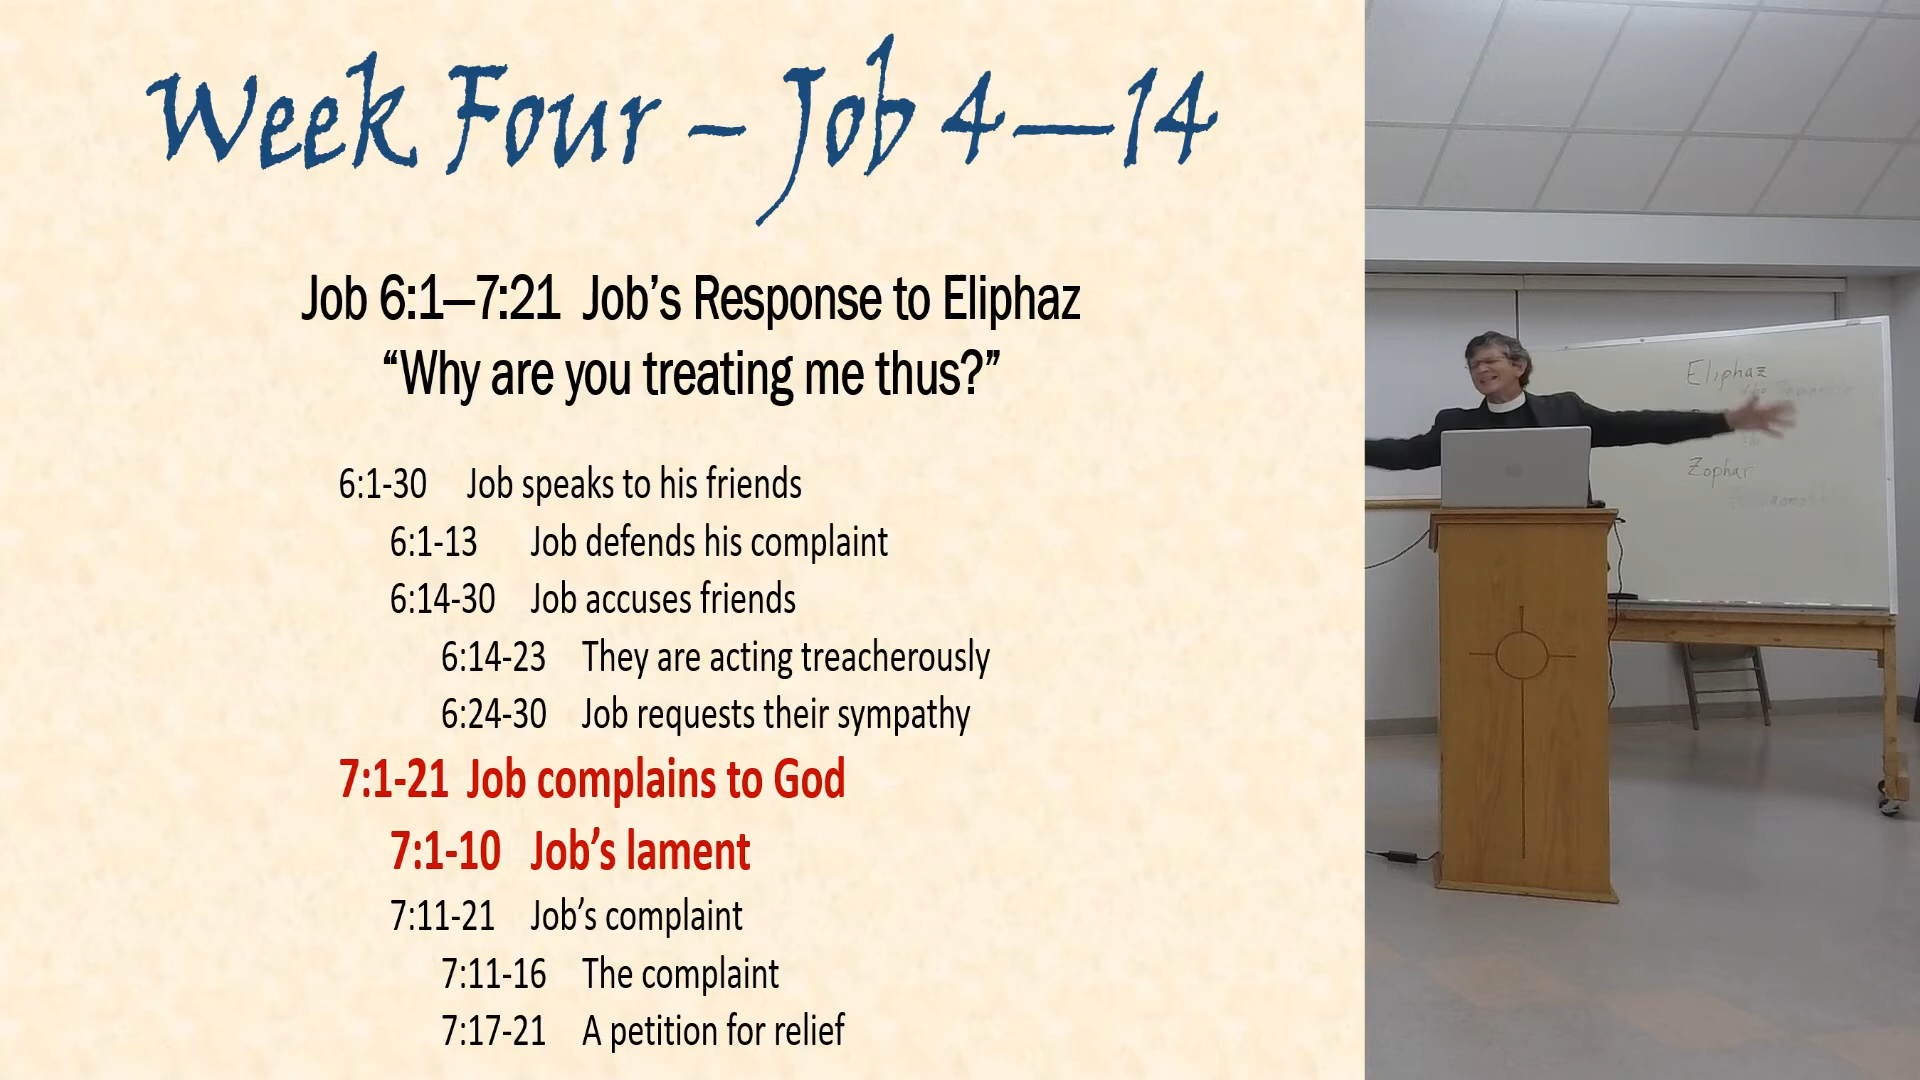 Week Four – Job 4—14
Job 6:1—7:21 Job’s Response to Eliphaz
“Why are you treating me thus?”
6:1-30 Job speaks to his friends
6:1-13 Job defends his complaint
6:14-30 Job accuses friends
6:14-23 They are acting treacherously
6:24-30 Job requests their sympathy
7:1-21 Job complains to God
7:1-10 Job’s lament
7:11-21 Job’s complaint
7:11-16 The complaint
7:17-21 A petition for relief
Eliphaz
Zophar